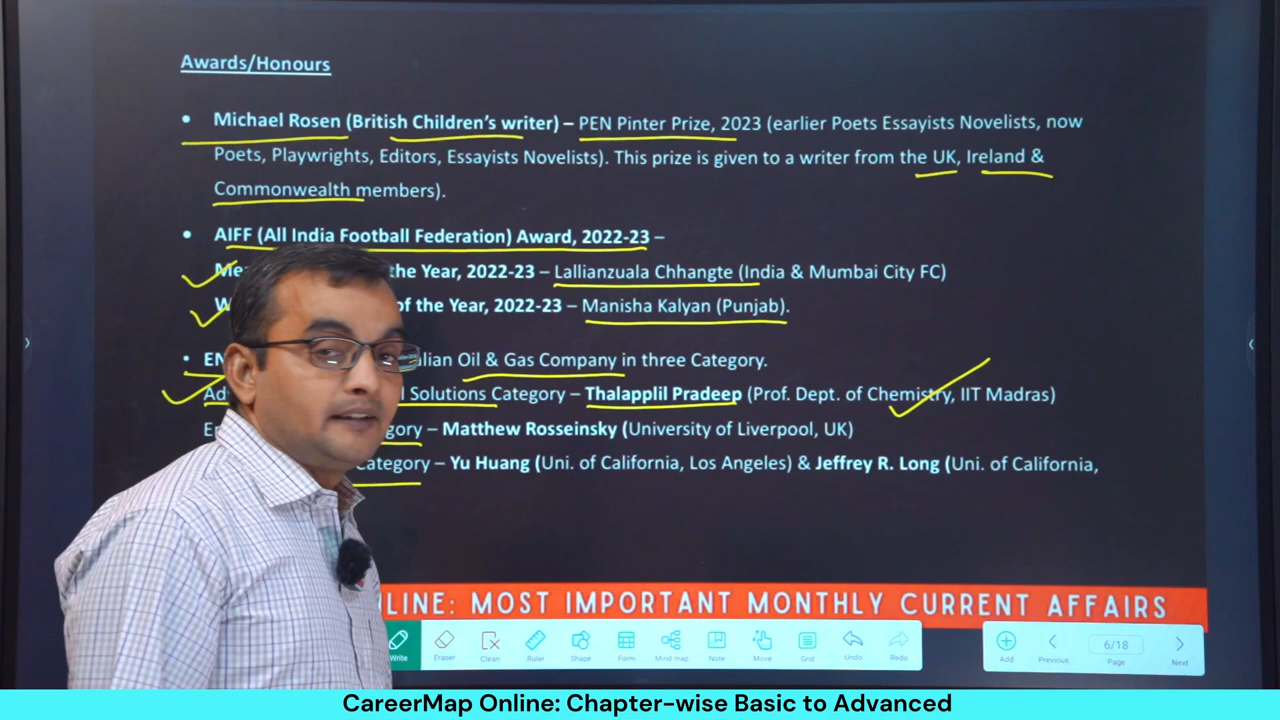 Awards/Honours
• Michael Rosen (British Children's writer) – PEN Pinter Prize, 2023 (earlier Poets Essayists Novelists, now
Poets, Playwrights, Editors, Essayists Novelists). This prize is given to a writer from the UK, Ireland &
Commonwealth members).
• AIFF (All India Football Federation) Award, 2022-23 –
the Year, 2022-23 – Lallianzuala Chhangte (India & Mumbai City FC)
of the Year, 2022-23 – Manisha Kalyan (Punjab).
• Oil & Gas Company in three Category.
Solutions Category – Thalapplil Pradeep (Prof. Dept. of Chemistry, IIT Madras)
– Matthew Rosseinsky (University of Liverpool, UK)
Category – Yu Huang (Uni. of California, Los Angeles) & Jeffrey R. Long (Uni. of California,
: MOST IMPORTANT MONTHLY CURRENT AFFAIRS
Write Eraser Clean Ruler Shape Form Mind map Note Move Grid Undo Redo
Add Previous 6/18 Page Next
CareerMap Online: Chapter-wise Basic to Advanced